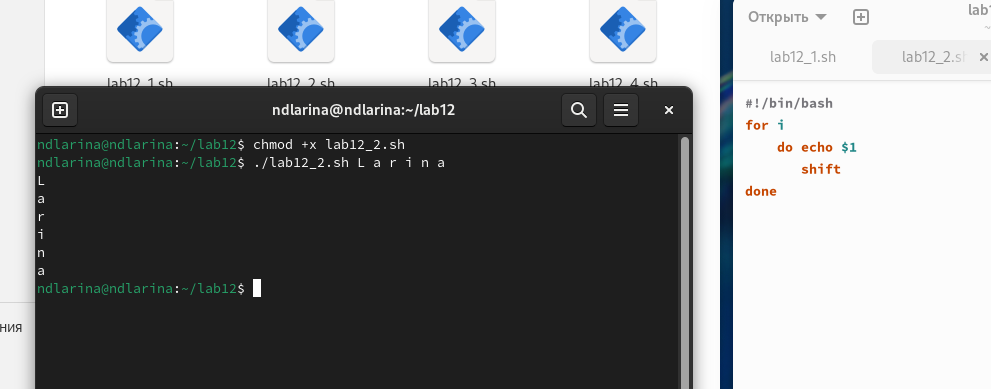 lab12_1.sh
lab12_2.sh
lab12_3.sh
lab12_4.sh
ndlarina@ndlarina:~/lab12
ndlarina@ndlarina:~/lab12$ chmod +x lab12_2.sh
ndlarina@ndlarina:~/lab12$ ./lab12_2.sh L a r i n a
L
a
r
i
n
a
ndlarina@ndlarina:~/lab12$
ния
Открыть
lab1
lab12_1.sh
lab12_2.sh
#!/bin/bash
for i
do echo $1
shift
done